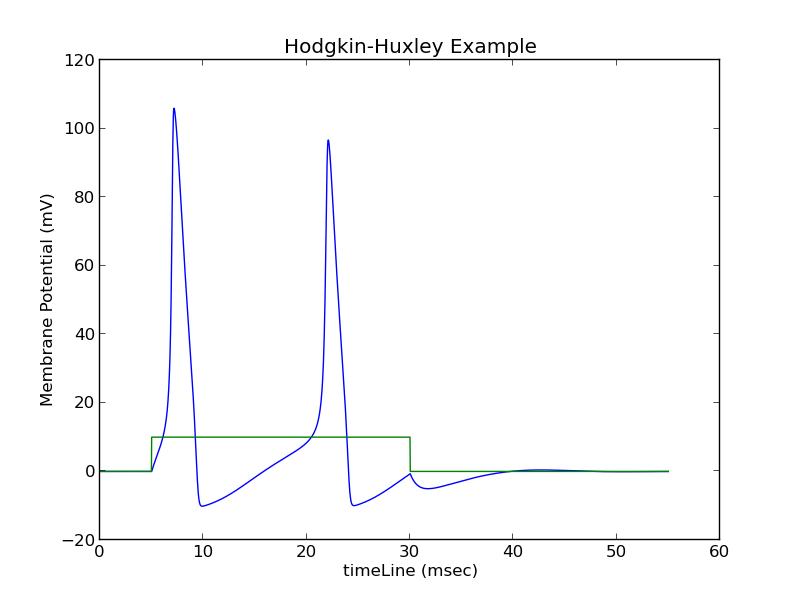 Hodgkin-Huxley Example
120
100
80
60
40
20
0
−20
Membrane Potential (mV)
0 10 20 30 40 50 60
timeLine (msec)